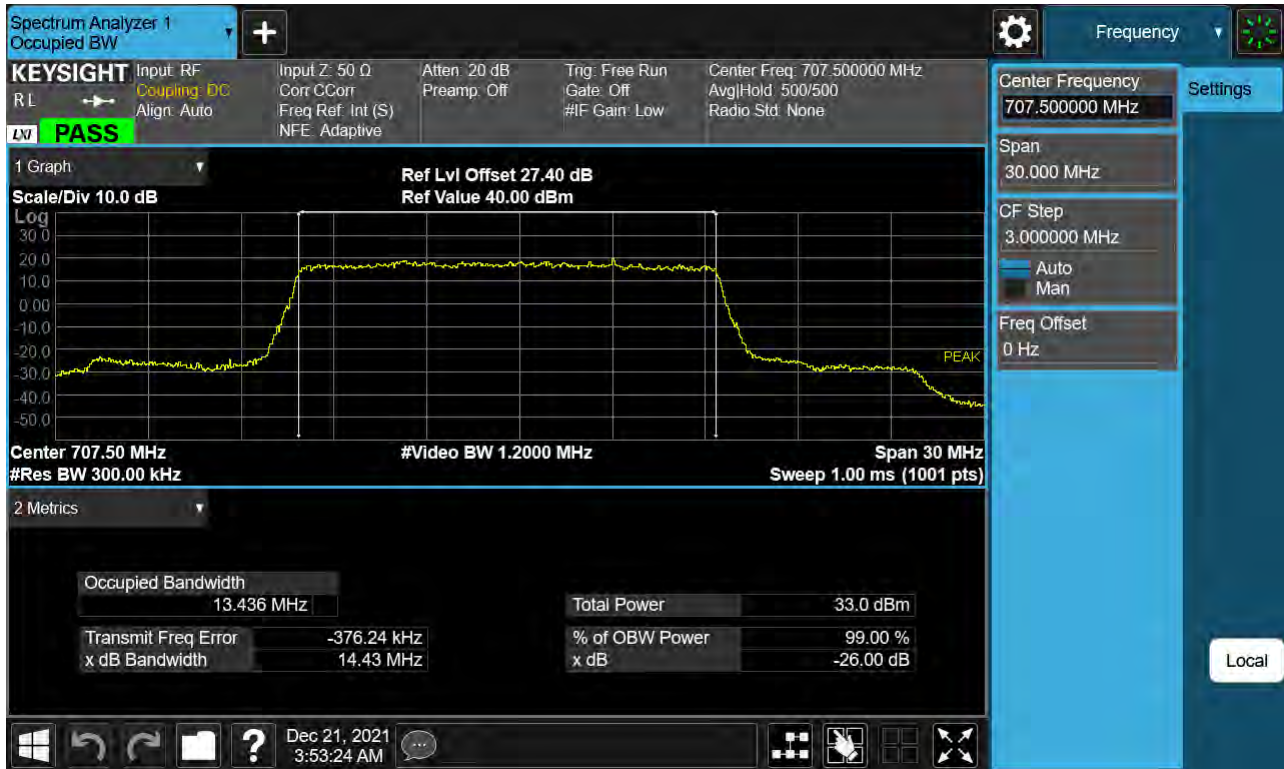 Spectrum Analyzer 1
Occupied BW
+
Frequency
KEYSIGHT
RL
LXI
PASS
Input: RF
Coupling: DC
Align: Auto
Input Z: 50 Ω
Corr CCorr
Freq Ref: Int (S)
NFE: Adaptive
Atten: 20 dB
Preamp: Off
Trig: Free Run
Gate: Off
#IF Gain: Low
Center Freq: 707.500000 MHz
Avg|Hold: 500/500
Radio Std: None
Center Frequency
707.500000 MHz
Settings
Span
30.000 MHz
CF Step
3.000000 MHz
Auto
Man
Freq Offset
0 Hz
Local
1 Graph
Scale/Div 10.0 dB
Ref Lvl Offset 27.40 dB
Ref Value 40.00 dBm
Log
30.0
20.0
10.0
0.00
-10.0
-20.0
-30.0
-40.0
-50.0
PEAK
Center 707.50 MHz
#Video BW 1.2000 MHz
Span 30 MHz
#Res BW 300.00 kHz
Sweep 1.00 ms (1001 pts)
2 Metrics
Occupied Bandwidth
13.436 MHz
Total Power 33.0 dBm
Transmit Freq Error -376.24 kHz
% of OBW Power 99.00 %
x dB Bandwidth 14.43 MHz
x dB -26.00 dB
?
Dec 21, 2021
3:53:24 AM